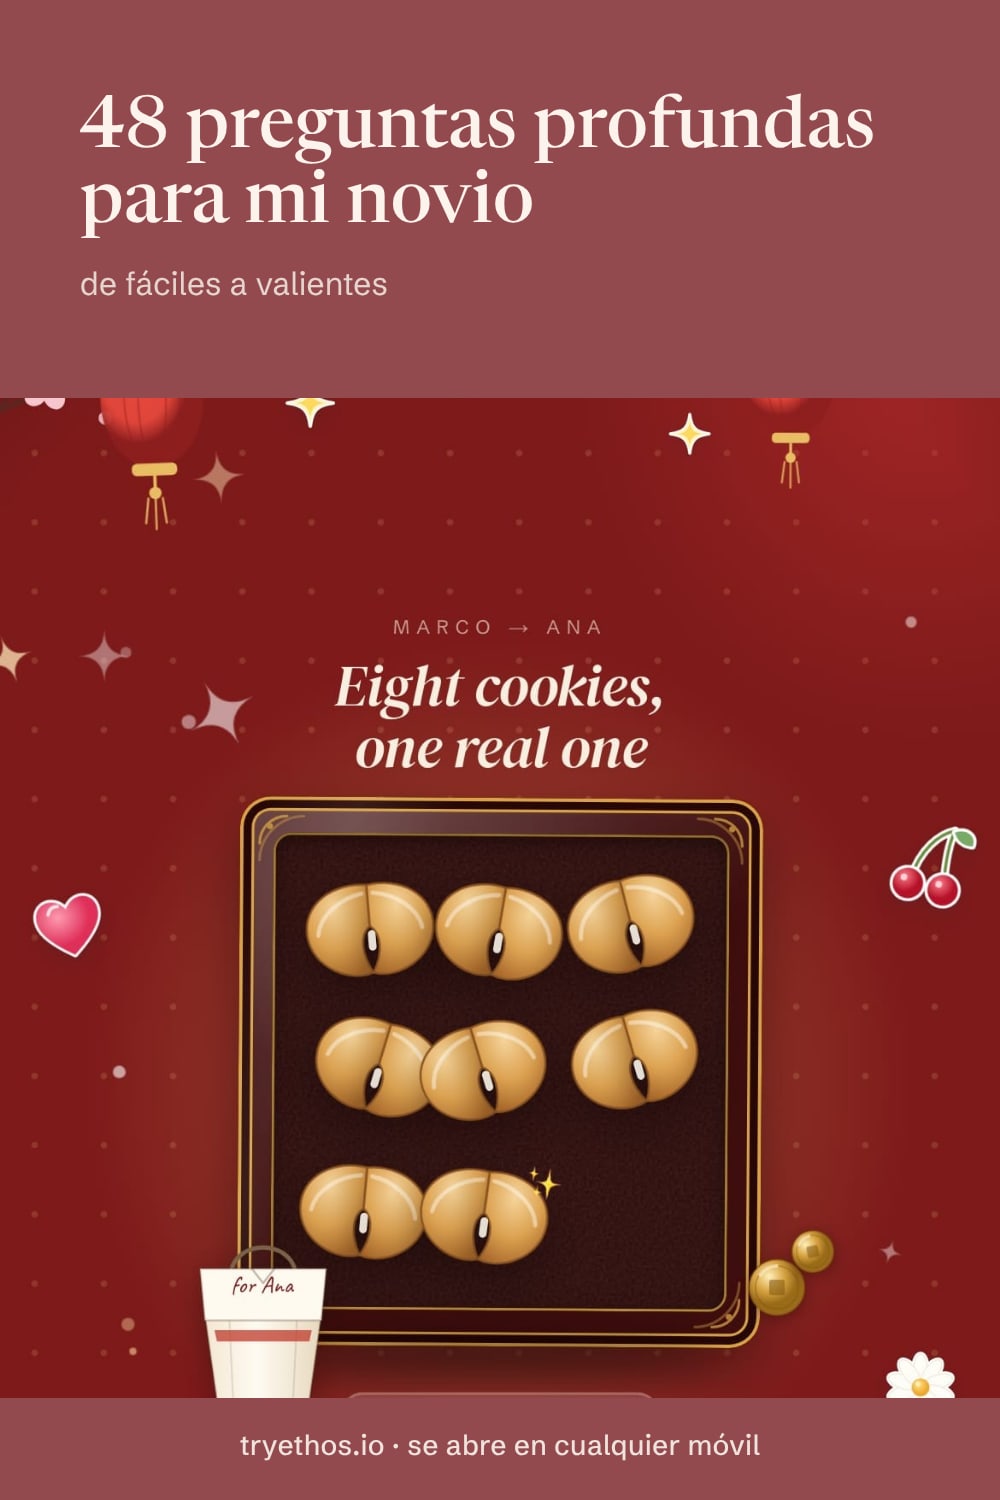 48 preguntas profundas
para mi novio
de fáciles a valientes
MARCO → ANA
Eight cookies,
one real one
for Ana
tryethos.io · se abre en cualquier móvil